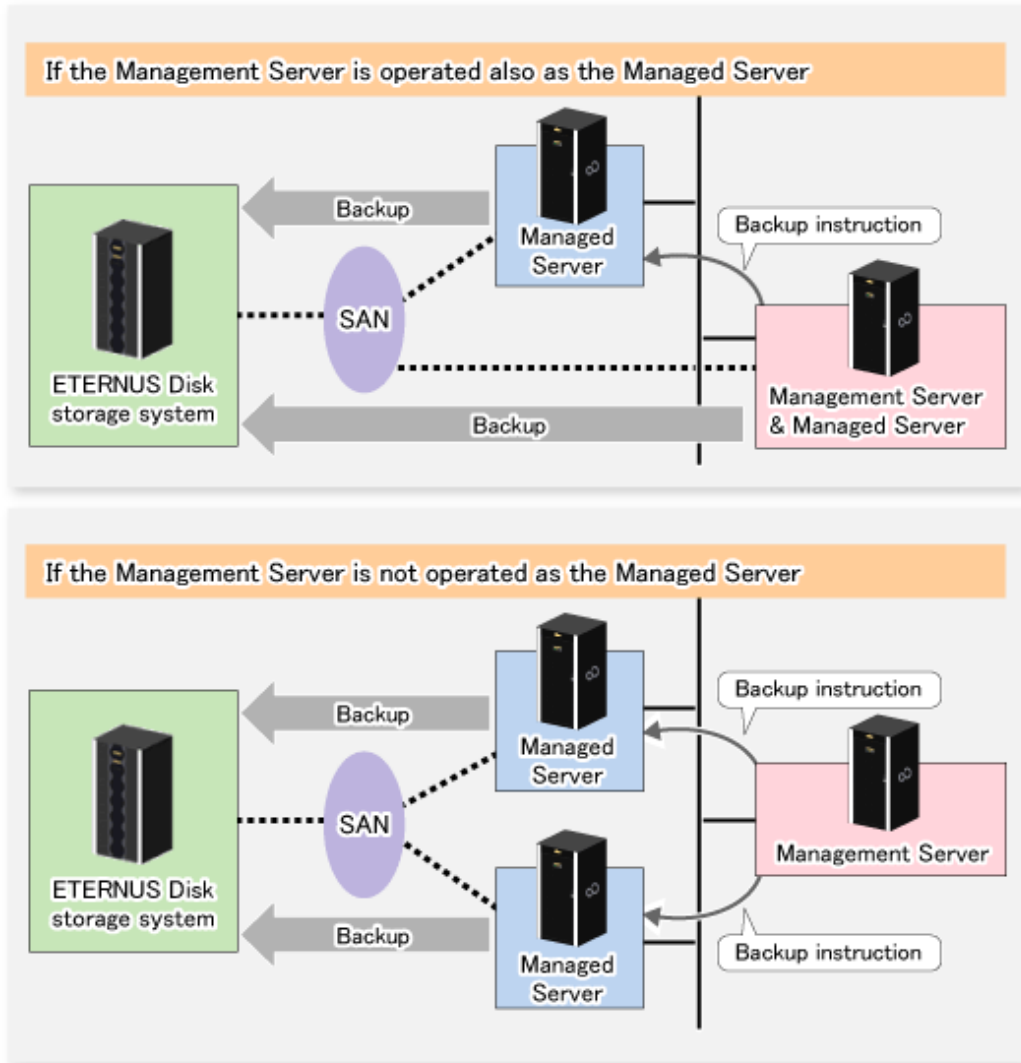 If the Management Server is operated also as the Managed Server
Backup
Managed
Server
Backup instruction
SAN
ETERNUS Disk
storage system
Management Server
& Managed Server
Backup
If the Management Server is not operated as the Managed Server
Backup
Managed
Server
Backup instruction
SAN
Management Server
ETERNUS Disk
storage system
Backup
Managed
Server
Backup instruction